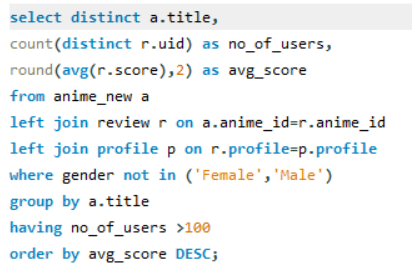 select distinct a.title,
count(distinct r.uid) as no_of_users,
round(avg(r.score),2) as avg_score
from anime_new a
left join review r on a.anime_id=r.anime_id
left join profile p on r.profile=p.profile
where gender not in ('Female','Male')
group by a.title
having no_of_users >100
order by avg_score DESC;